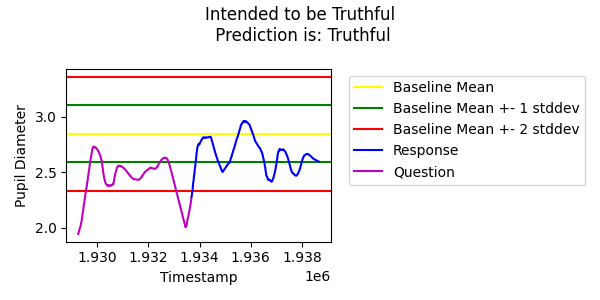 Intended to be Truthful
Prediction is: Truthful
Pupil Diameter
3.0
2.5
2.0
1.930 1.932 1.934 1.936 1.938
1e6
Timestamp
Baseline Mean
Baseline Mean +- 1 stddev
Baseline Mean +- 2 stddev
Response
Question